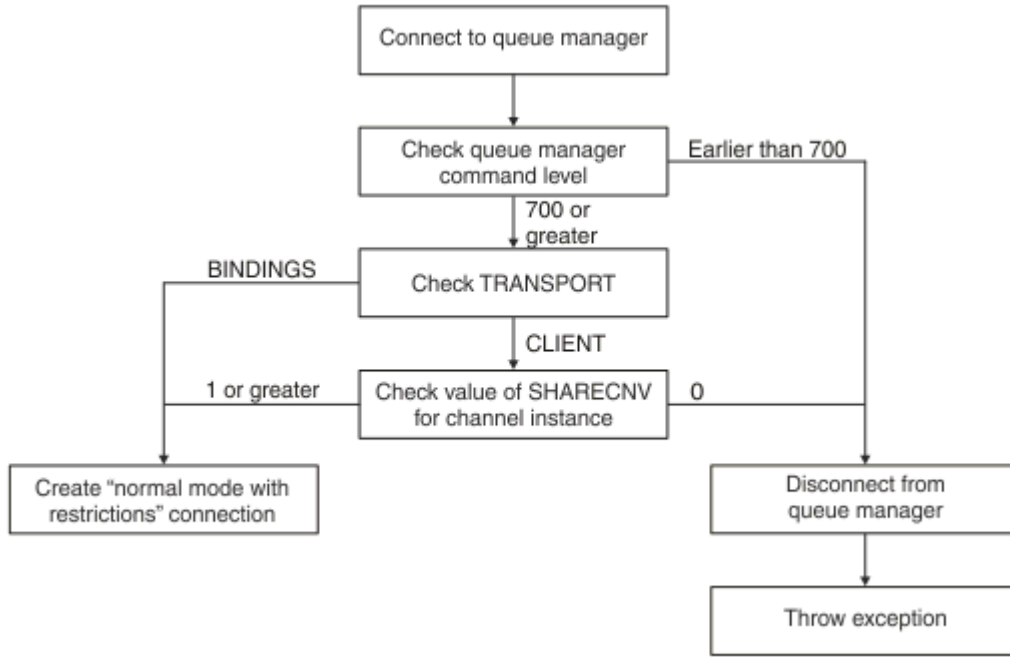 Connect to queue manager
Check queue manager
command level
Earlier than 700
700 or
greater
BINDINGS
Check TRANSPORT
CLIENT
1 or greater
Check value of SHARECNV
for channel instance
0
Create “normal mode with
restrictions” connection
Disconnect from
queue manager
Throw exception